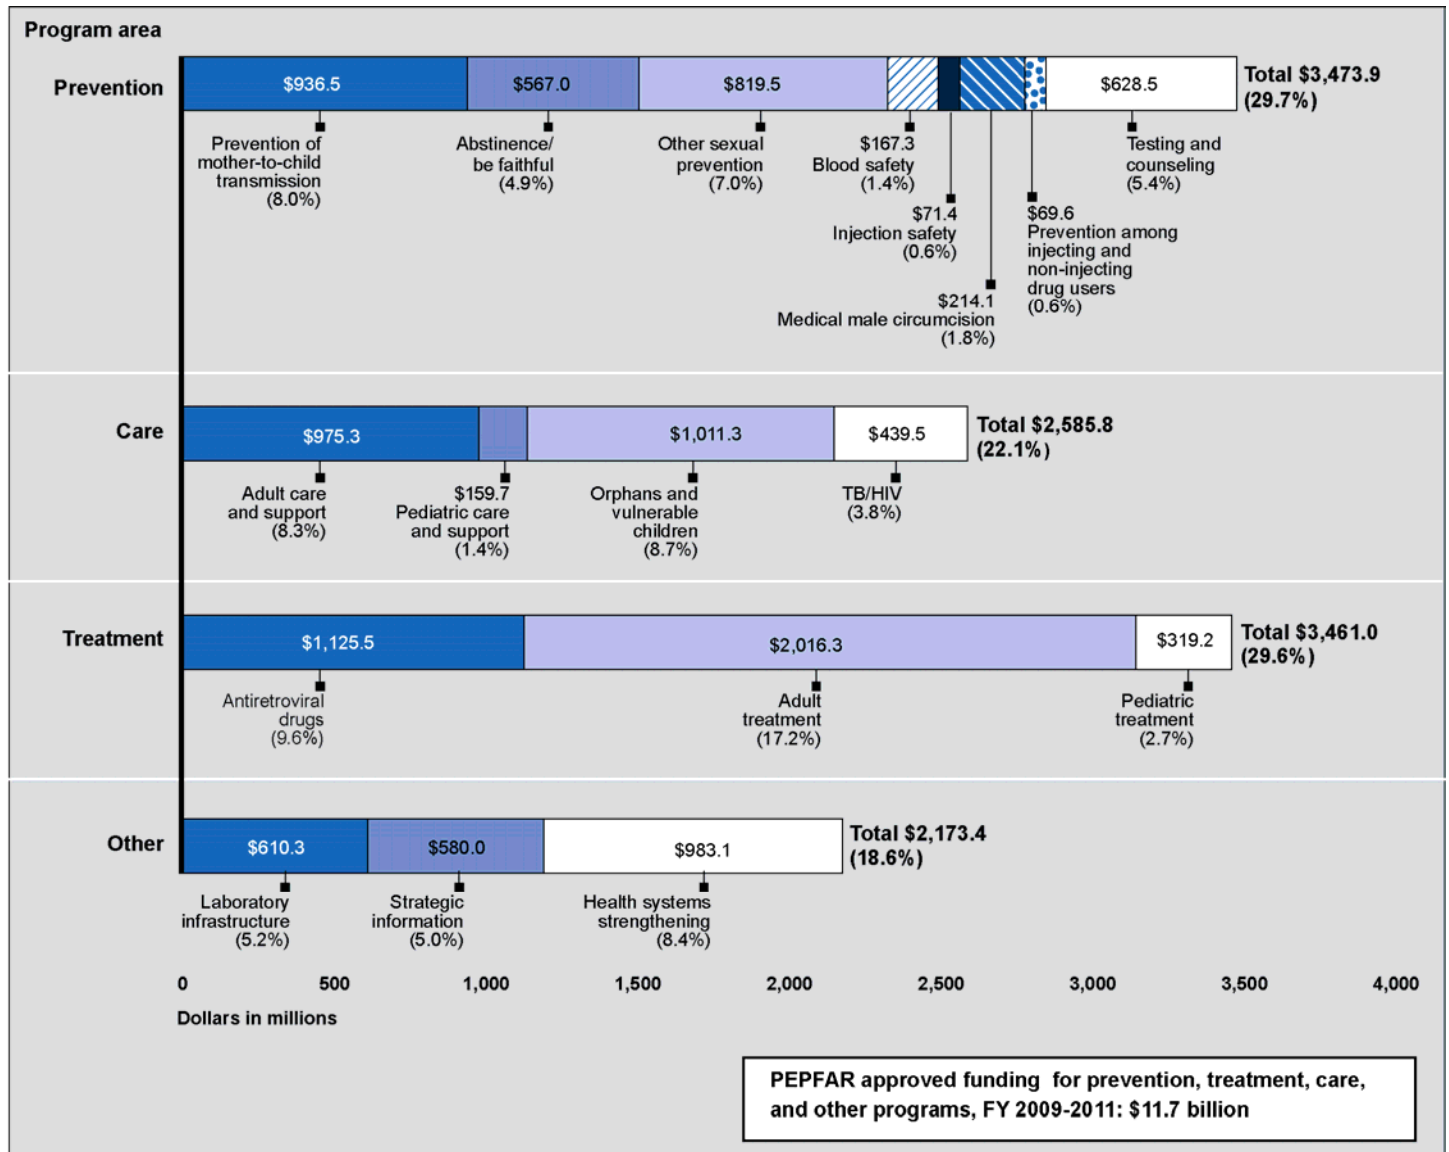 Program area
Prevention
$936.5
$567.0
$819.5
$628.5
Total $3,473.9
(29.7%)
Prevention of
mother-to-child
transmission
(8.0%)
Abstinence/
be faithful
(4.9%)
Other sexual
prevention
(7.0%)
$167.3
Blood safety
(1.4%)
$71.4
Injection safety
(0.6%)
$214.1
Medical male circumcision
(1.8%)
$69.6
Prevention among
injecting and
non-injecting
drug users
(0.6%)
Testing and
counseling
(5.4%)
Care
$975.3
$1,011.3
$439.5
Total $2,585.8
(22.1%)
Adult care
and support
(8.3%)
$159.7
Pediatric care
and support
(1.4%)
Orphans and
vulnerable
children
(8.7%)
TB/HIV
(3.8%)
Treatment
$1,125.5
$2,016.3
$319.2
Total $3,461.0
(29.6%)
Antiretroviral
drugs
(9.6%)
Adult
treatment
(17.2%)
Pediatric
treatment
(2.7%)
Other
$610.3
$580.0
$983.1
Total $2,173.4
(18.6%)
Laboratory
infrastructure
(5.2%)
Strategic
information
(5.0%)
Health systems
strengthening
(8.4%)
0 500 1,000 1,500 2,000 2,500 3,000 3,500 4,000
Dollars in millions
PEPFAR approved funding for prevention, treatment, care,
and other programs, FY 2009-2011: $11.7 billion